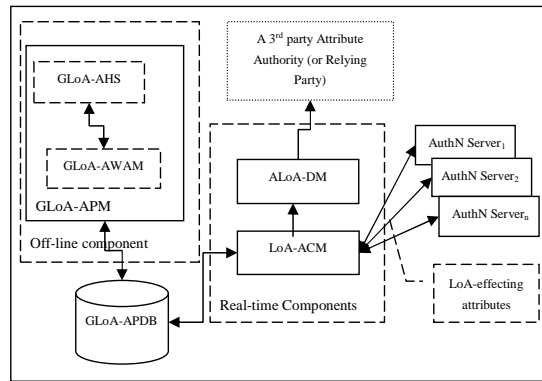 GLoA-AHS
GLoA-AWAM
GLoA-APM
Off-line component
GLoA-APDB
A 3rd party Attribute
Authority (or Relying
Party)
ALoA-DM
LoA-ACM
Real-time Components
AuthN Server1
AuthN Server2
AuthN Servern
LoA-effecting
attributes